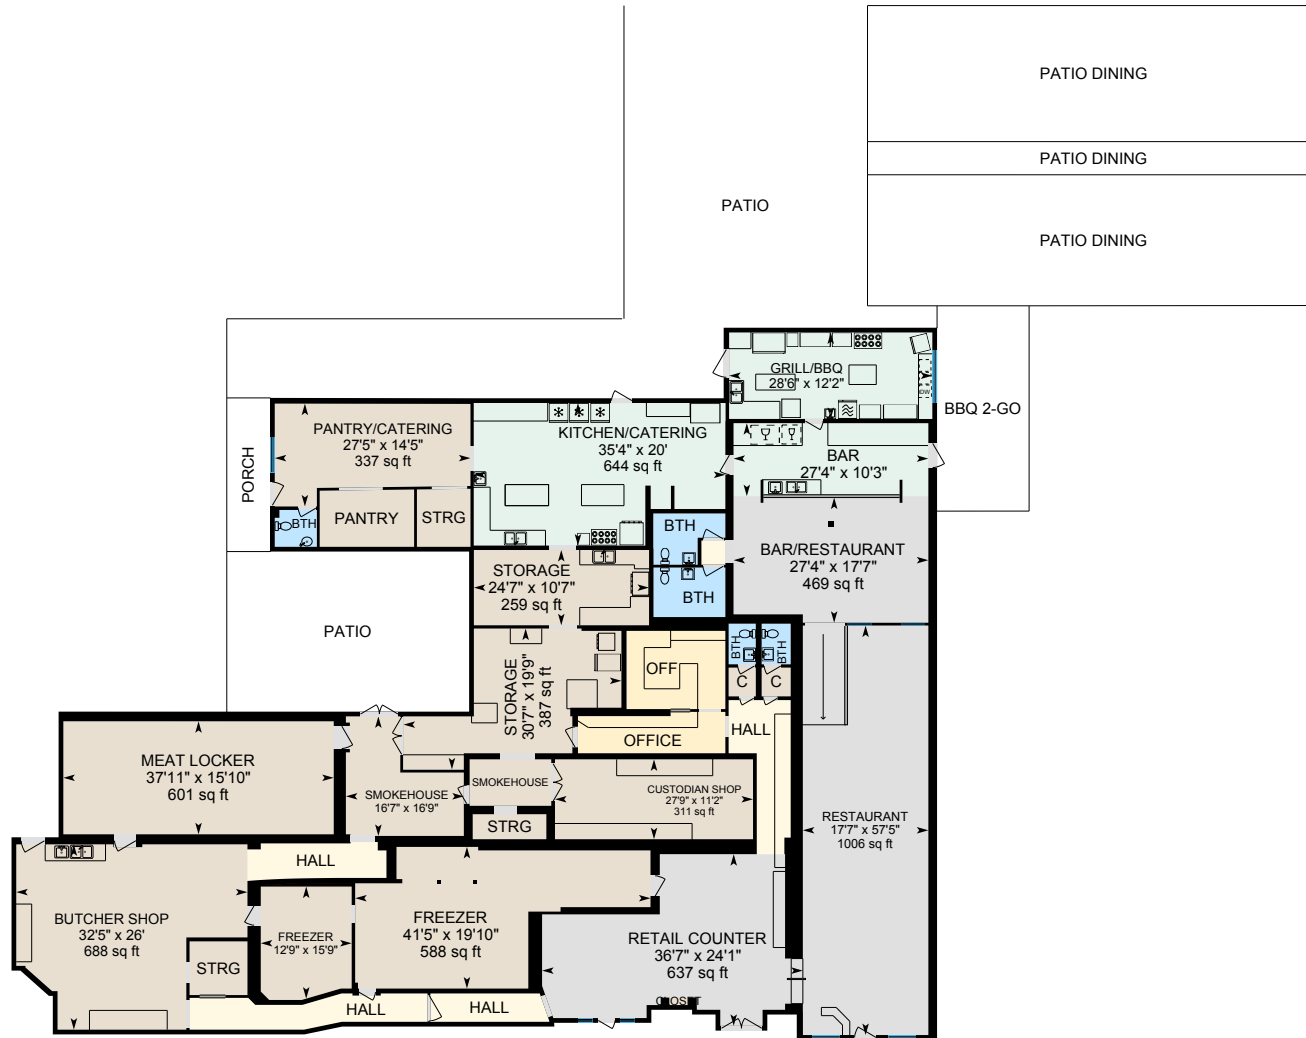 PATIO DINING
PATIO DINING
PATIO
PATIO DINING
GRILL/BBQ
28'6" x 12'2"
DW
BBQ 2-GO
PANTRY/CATERING
27'5" x 14'5"
337 sq ft
KITCHEN/CATERING
35'4" x 20'
644 sq ft
BAR
27'4" x 10'3"
PORCH
BTH
PANTRY
STRG
BTH
BTH
BAR/RESTAURANT
27'4" x 17'7"
469 sq ft
STORAGE
24'7" x 10'7"
259 sq ft
PATIO
STORAGE
30'7" x 19'9"
387 sq ft
OFF
BTH
BTH
C
C
OFFICE
HALL
MEAT LOCKER
37'11" x 15'10"
601 sq ft
SMOKEHOUSE
16'7" x 16'9"
SMOKEHOUSE
STRG
CUSTODIAN SHOP
27'9" x 11'2"
311 sq ft
RESTAURANT
17'7" x 57'5"
1006 sq ft
HALL
BUTCHER SHOP
32'5" x 26'
688 sq ft
STRG
FREEZER
12'9" x 15'9"
FREEZER
41'5" x 19'10"
588 sq ft
RETAIL COUNTER
36'7" x 24'1"
637 sq ft
CLOSET
HALL
HALL